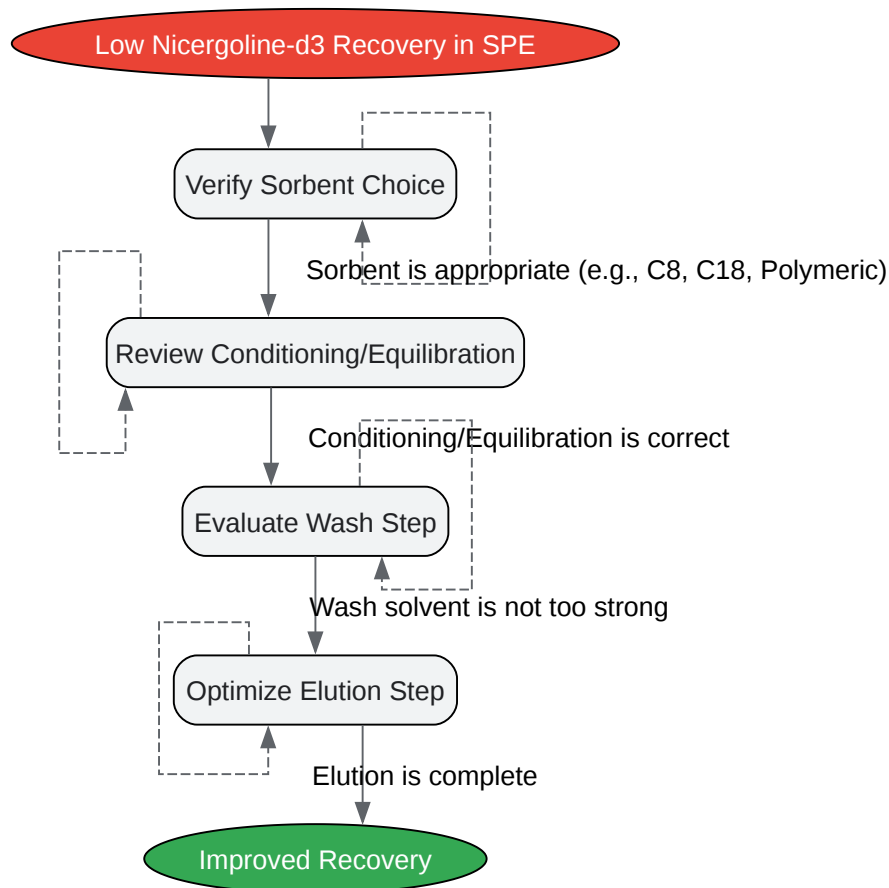 Low Nicergoline-d3 Recovery in SPE
Verify Sorbent Choice
Sorbent is appropriate (e.g., C8, C18, Polymeric)
Review Conditioning/Equilibration
Conditioning/Equilibration is correct
Evaluate Wash Step
Wash solvent is not too strong
Optimize Elution Step
Elution is complete
Improved Recovery